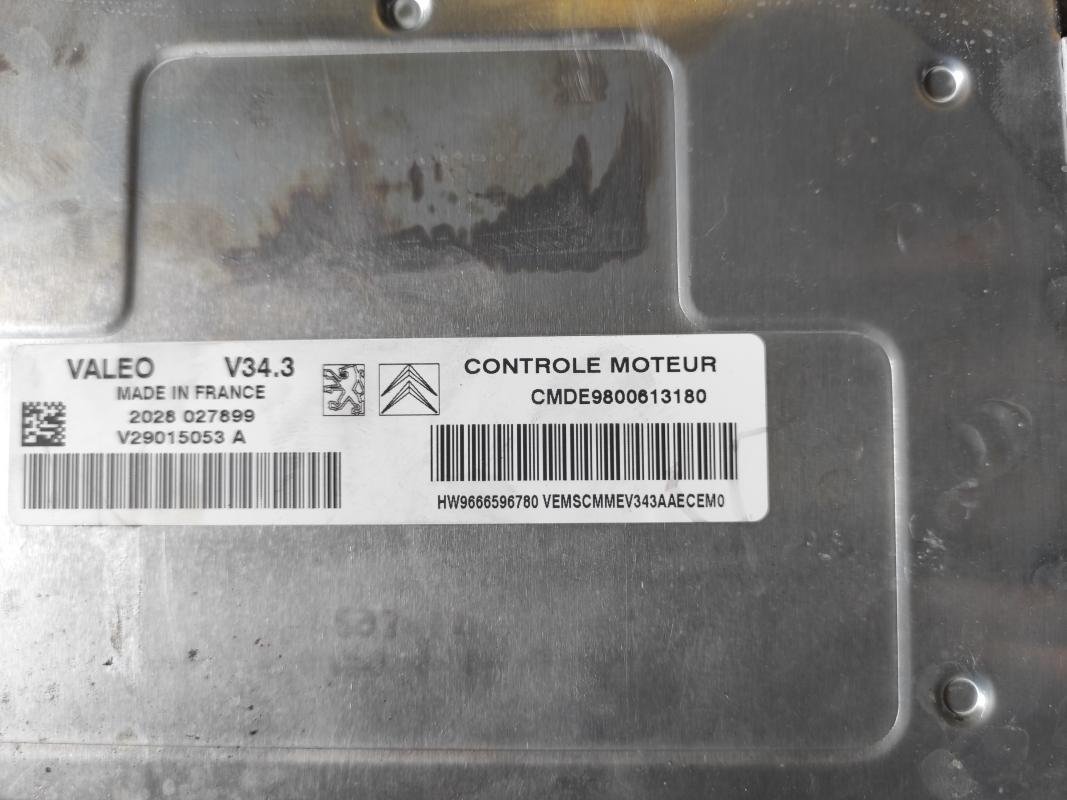 VALEO V34.3
MADE IN FRANCE
2028 027899
V29015053 A
CONTROLE MOTEUR
CMDE9800613180
HW9666596780 VEMSCMMEV343AAECEM0